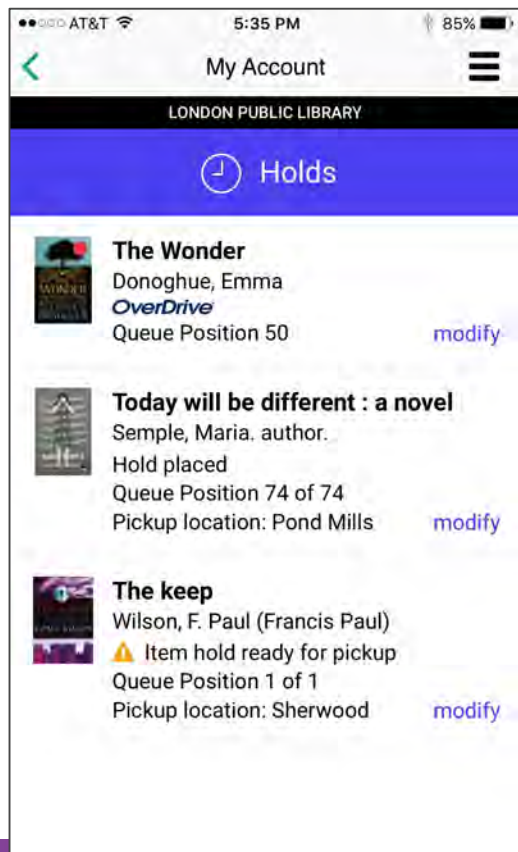 AT&T 5:35 PM 85%
My Account
LONDON PUBLIC LIBRARY
Holds
The Wonder
Donoghue, Emma
OverDrive
Queue Position 50 modify
Today will be different : a novel
Semple, Maria. author.
Hold placed
Queue Position 74 of 74
Pickup location: Pond Mills modify
The keep
Wilson, F. Paul (Francis Paul)
Item hold ready for pickup
Queue Position 1 of 1
Pickup location: Sherwood modify